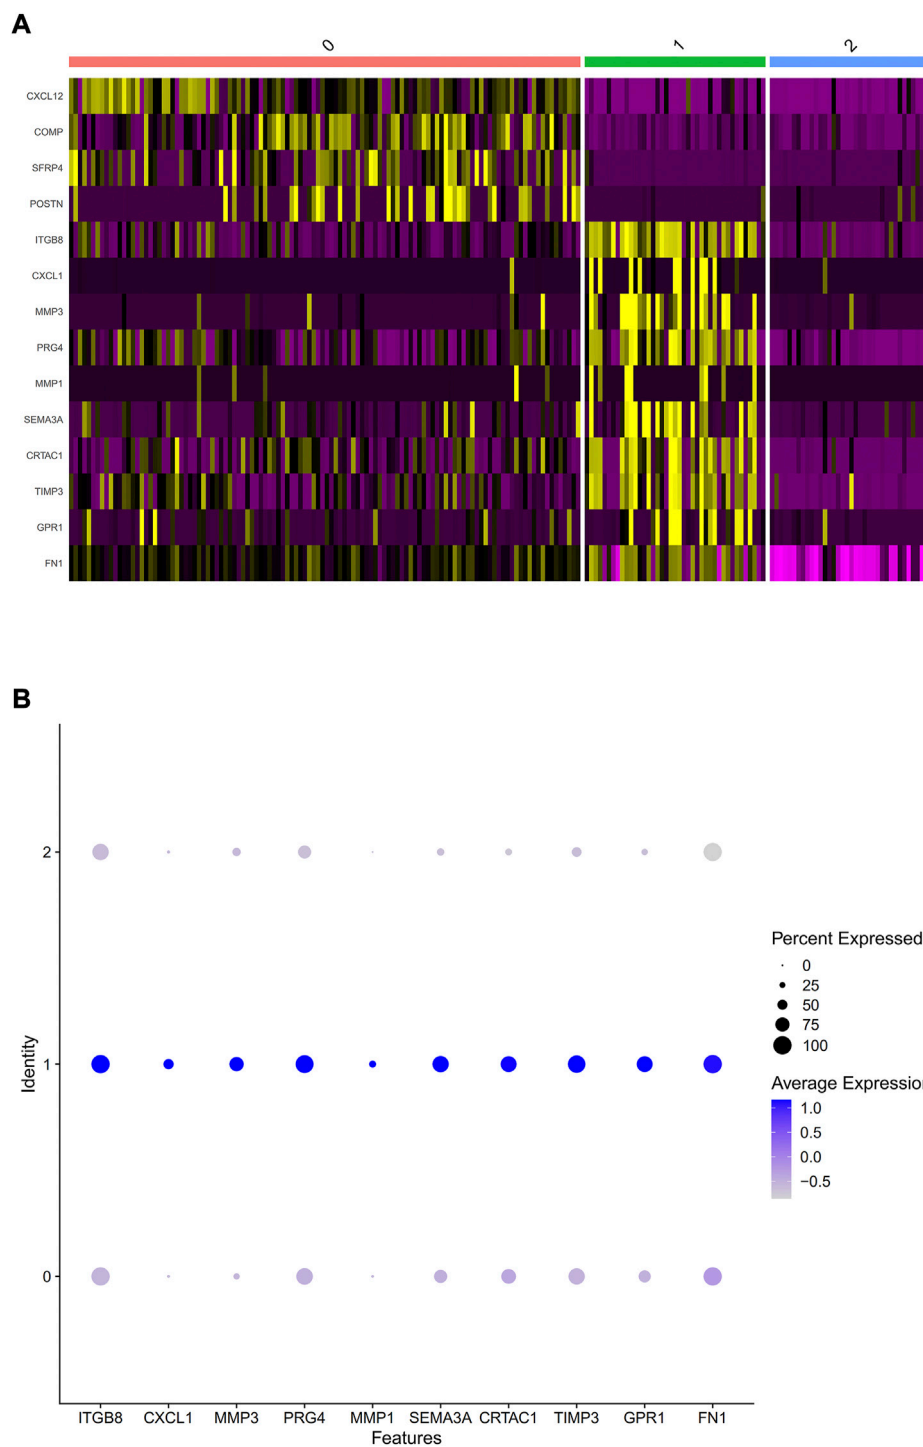 A
0 1 2
CXCL12
COMP
SFRP4
POSTN
ITGB8
CXCL1
MMP3
PRG4
MMP1
SEMA3A
CRTAC1
TIMP3
GPR1
FN1
B
2
1
0
Identity
ITGB8 CXCL1 MMP3 PRG4 MMP1 SEMA3A CRTAC1 TIMP3 GPR1 FN1
Features
Percent Expressed
0
25
50
75
100
Average Expression
1.0
0.5
0.0
−0.5